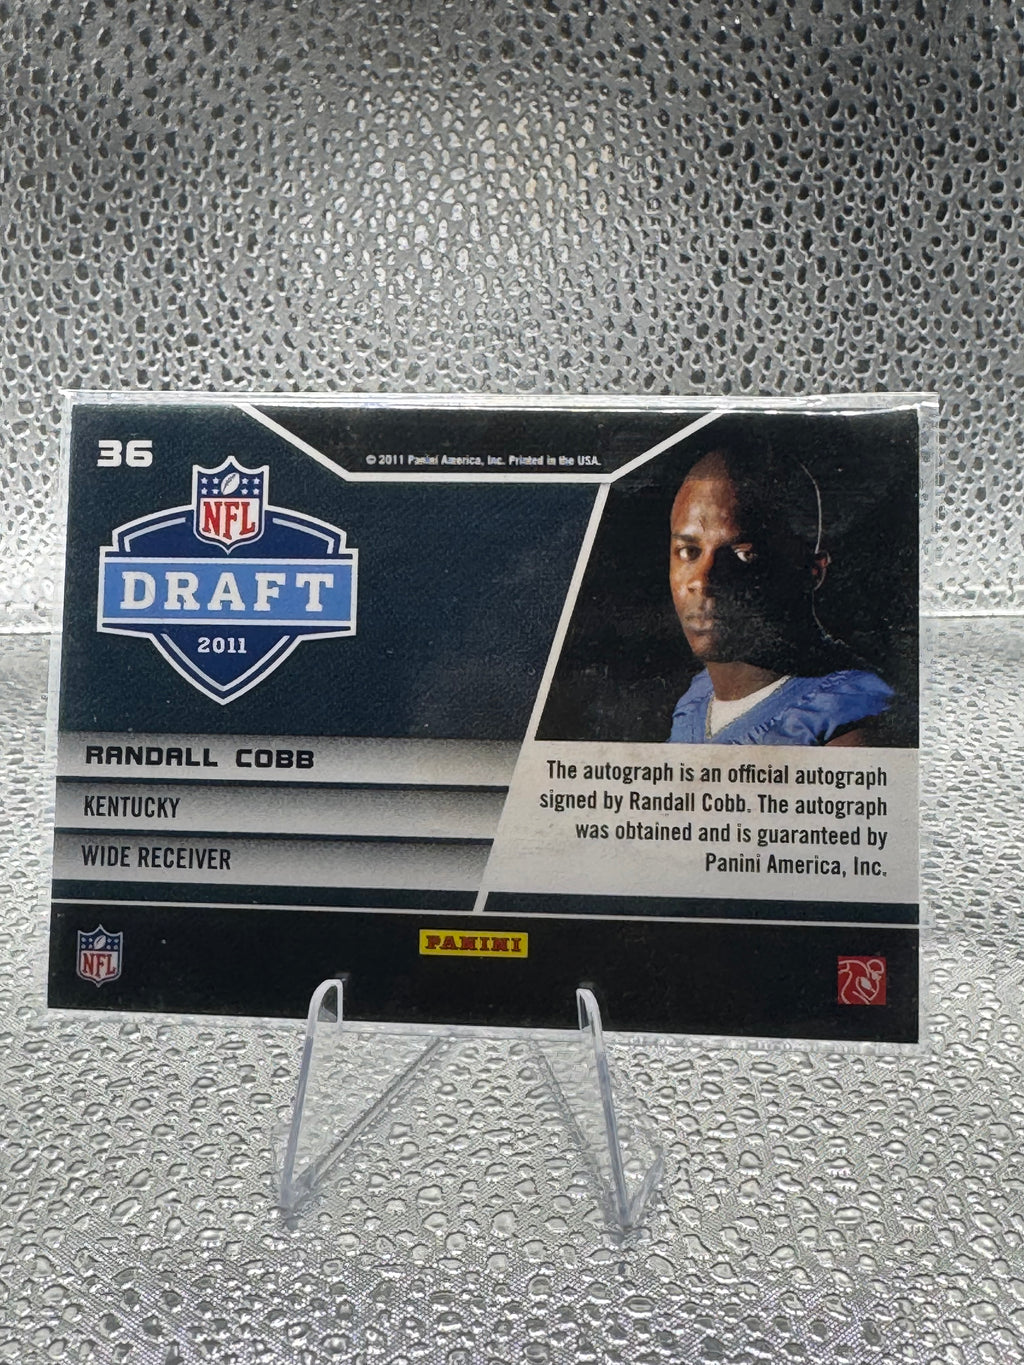 36
© 2011 Panini America, Inc. Printed in the USA.
NFL
DRAFT
2011
RANDALL COBB
KENTUCKY
WIDE RECEIVER
The autograph is an official autograph
signed by Randall Cobb. The autograph
was obtained and is guaranteed by
Panini America, Inc.
NFL
PANINI